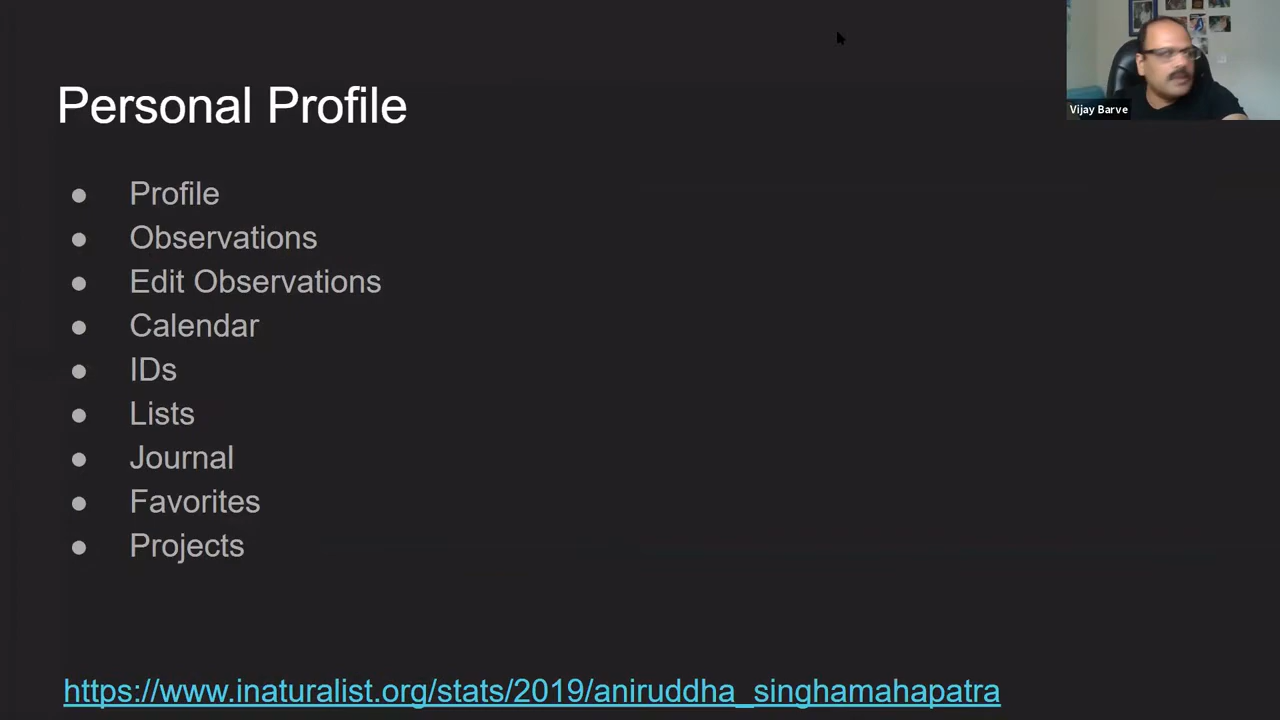 Personal Profile
Vijay Barve
● Profile
● Observations
● Edit Observations
● Calendar
● IDs
● Lists
● Journal
● Favorites
● Projects
https://www.inaturalist.org/stats/2019/aniruddha_singhamahapatra